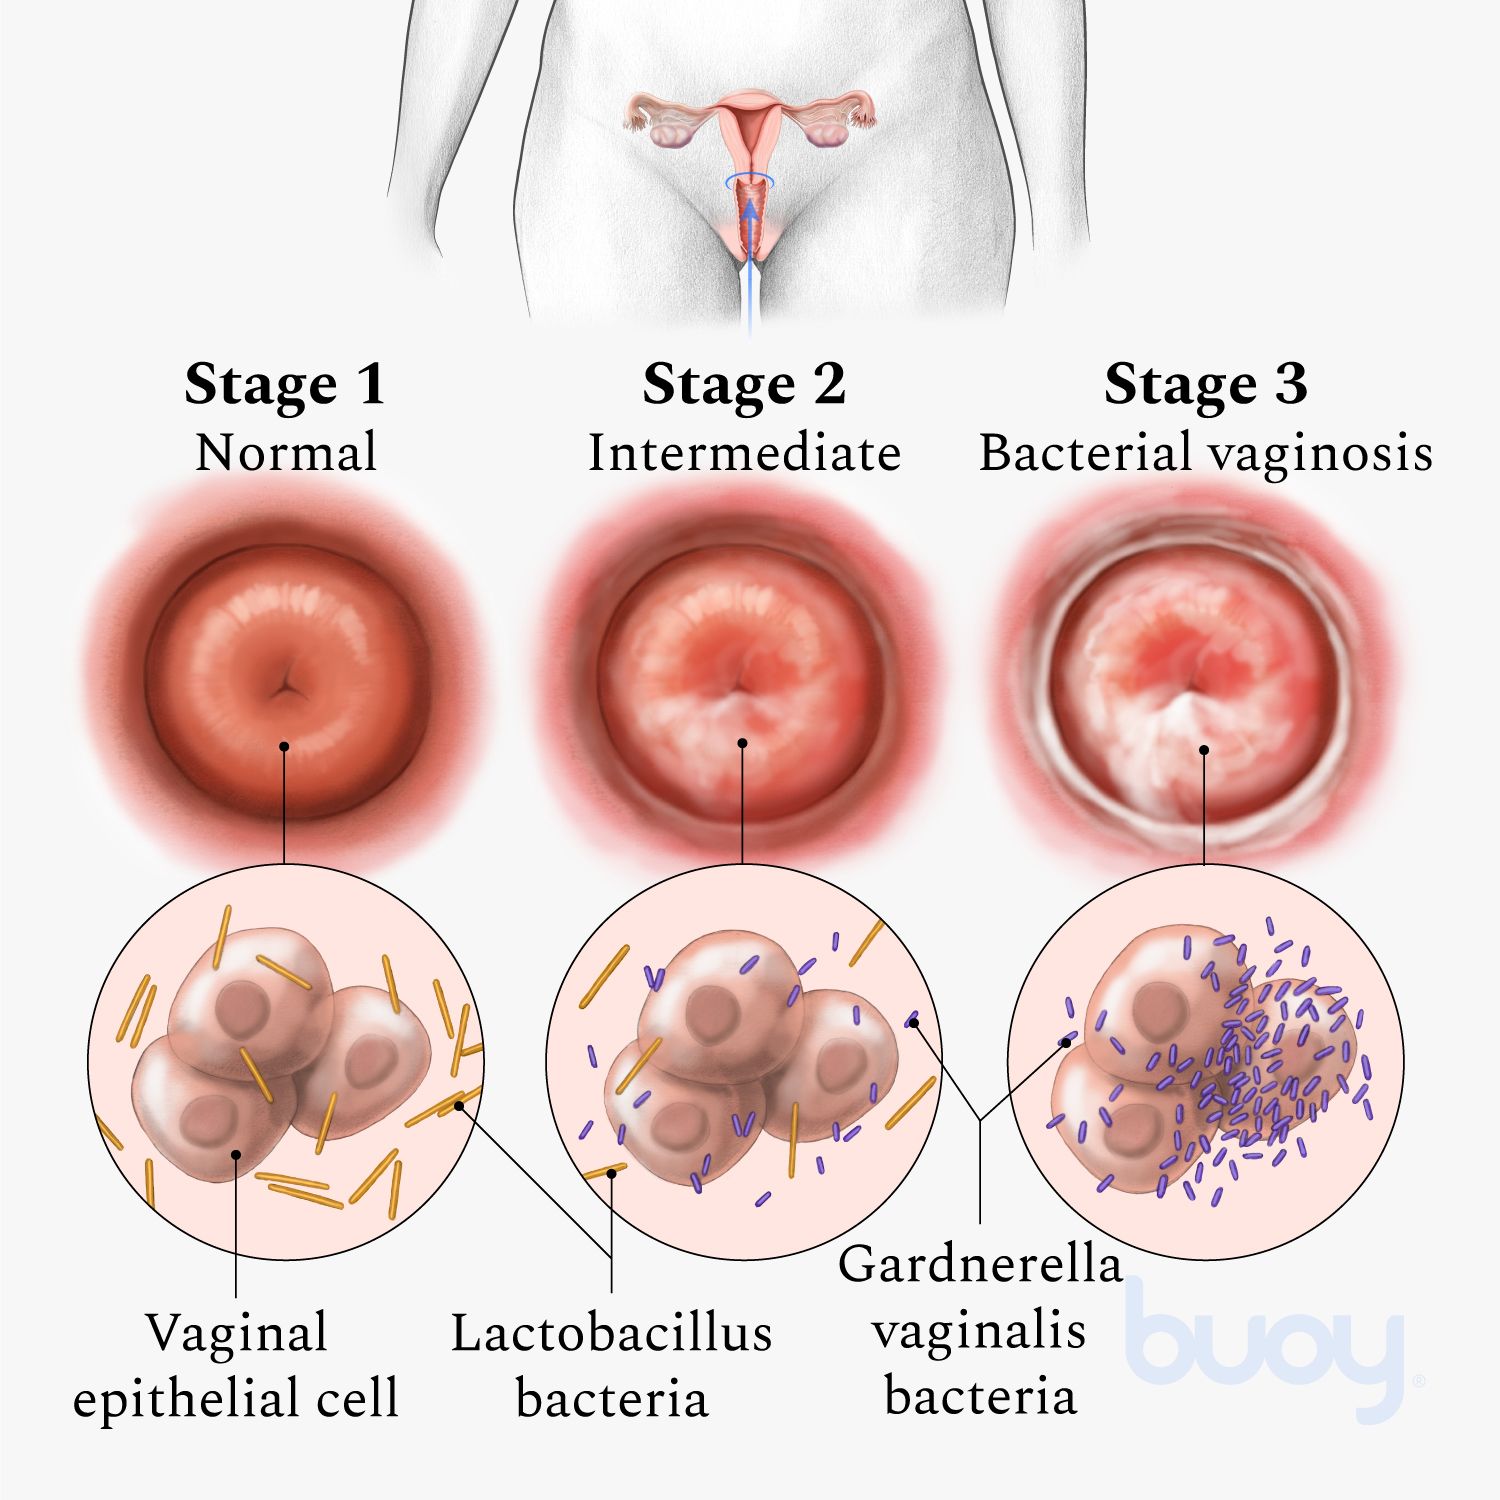 Stage 1
Normal
Stage 2
Intermediate
Stage 3
Bacterial vaginosis
Vaginal
epithelial cell
Lactobacillus
bacteria
Gardnerella
vaginalis
bacteria
buoy®